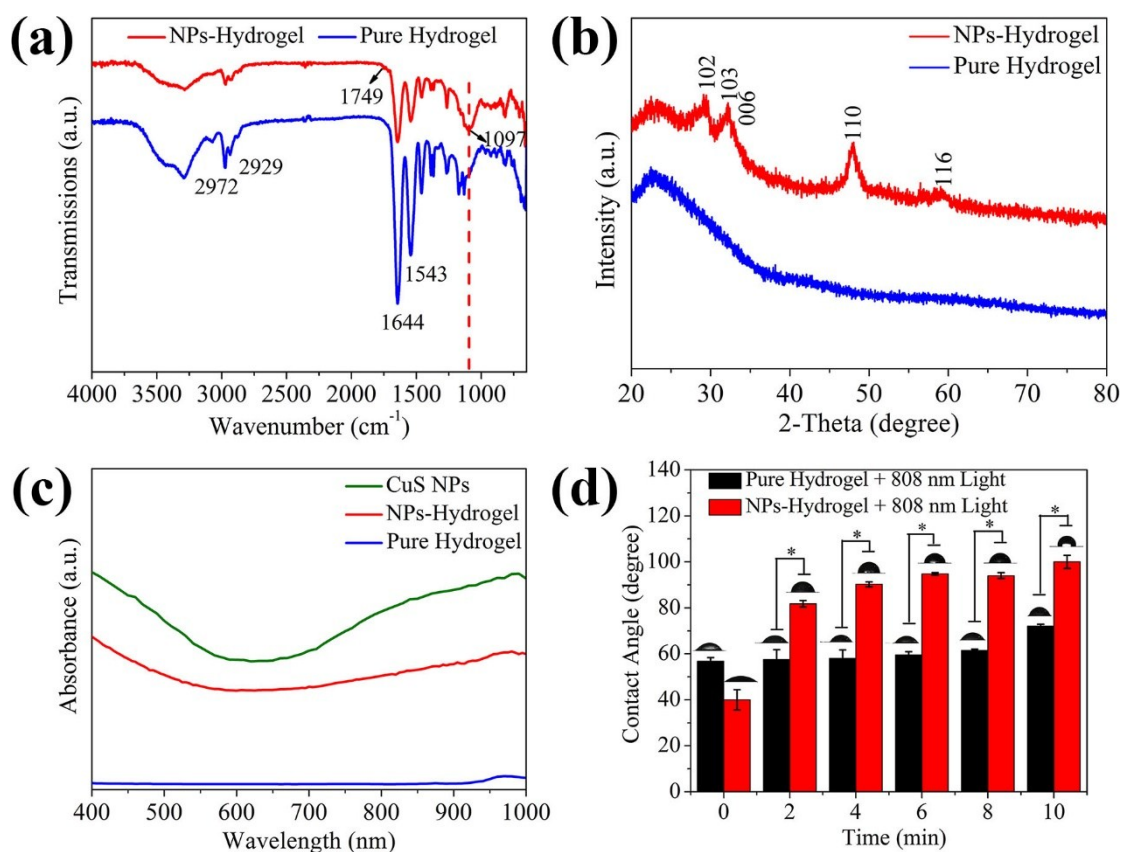 (a)
NPs-Hydrogel
Pure Hydrogel
1749
1097
2972
2929
1543
1644
Transmissions (a.u.)
4000 3500 3000 2500 2000 1500 1000
Wavenumber (cm⁻¹)
(b)
NPs-Hydrogel
Pure Hydrogel
102
103
006
110
116
Intensity (a.u.)
20 30 40 50 60 70 80
2-Theta (degree)
(c)
CuS NPs
NPs-Hydrogel
Pure Hydrogel
Absorbance (a.u.)
400 500 600 700 800 900 1000
Wavelength (nm)
(d)
Pure Hydrogel + 808 nm Light
NPs-Hydrogel + 808 nm Light
* * * * *
Contact Angle (degree)
140
120
100
80
60
40
20
0
0 2 4 6 8 10
Time (min)